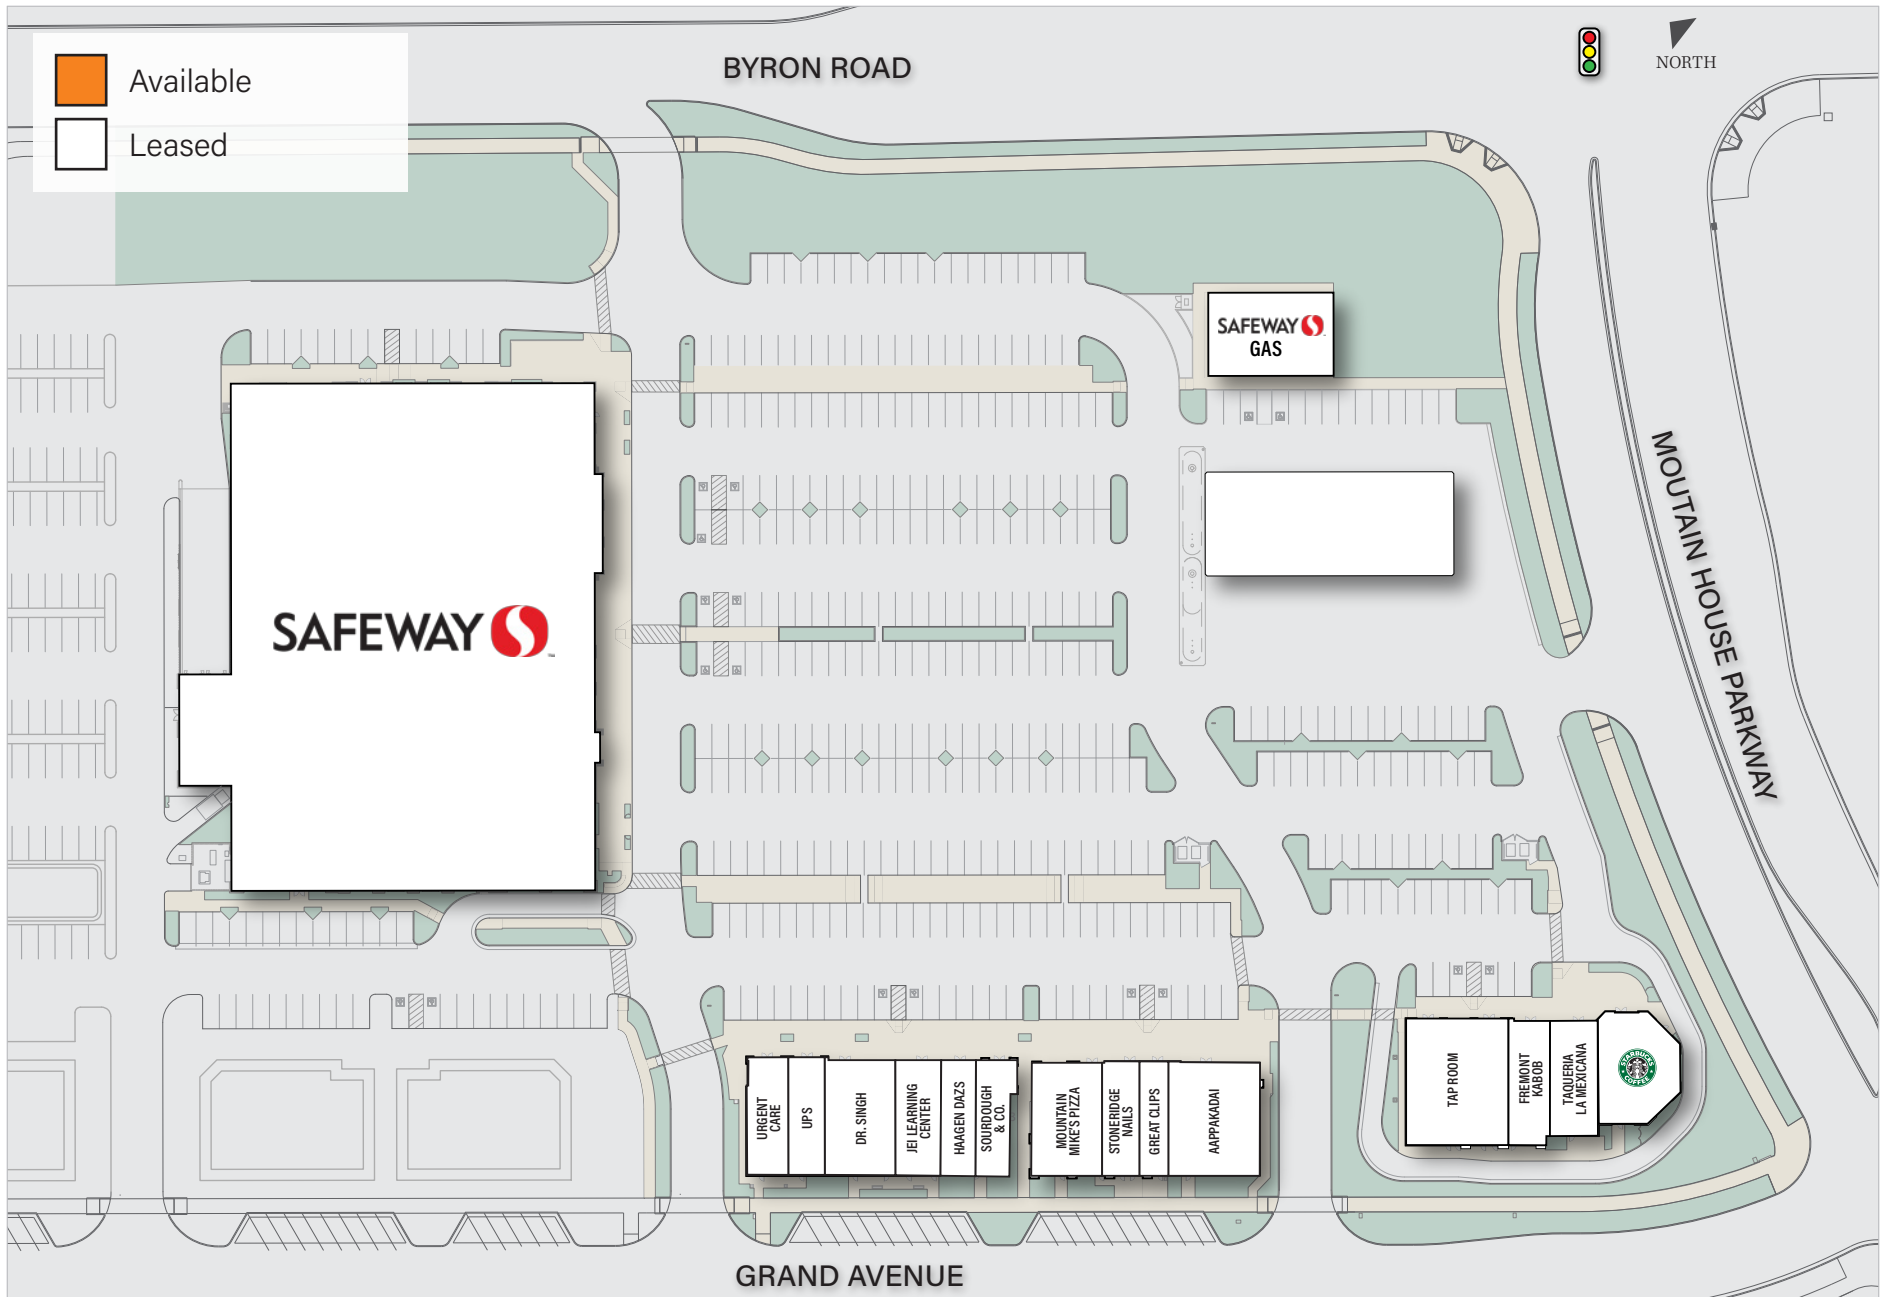 BYRON ROAD
NORTH
Available
Leased
SAFEWAY
GAS
MOUTAIN HOUSE PARKWAY
SAFEWAY
URGENT
CARE
UPS
DR. SINGH
JEI LEARNING
CENTER
HAAGEN DAZS
SOURDOUGH
& CO.
MOUNTAIN
MIKE'S PIZZA
STONERIDGE
NAILS
GREAT CLIPS
AAPPAKADAI
TAP ROOM
FREMONT
KABOB
TAQUERIA
LA MEXICANA
STARBUCKS
COFFEE
GRAND AVENUE